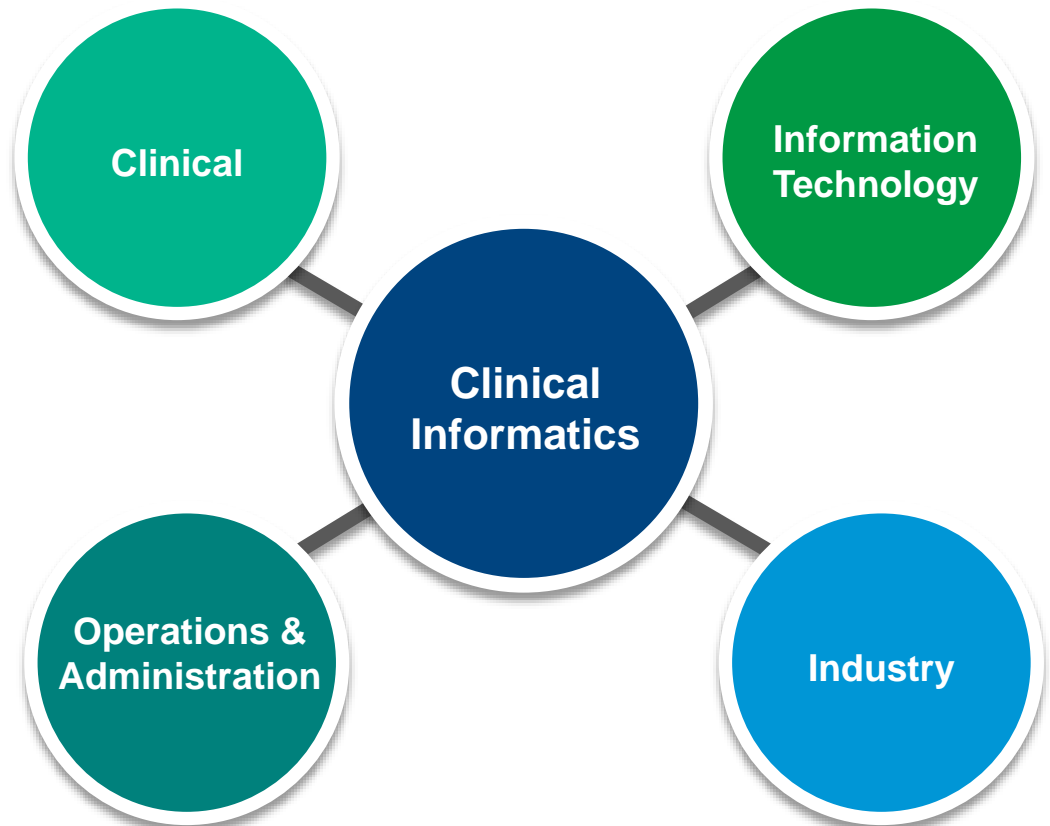 Clinical
Information
Technology
Clinical
Informatics
Operations &
Administration
Industry